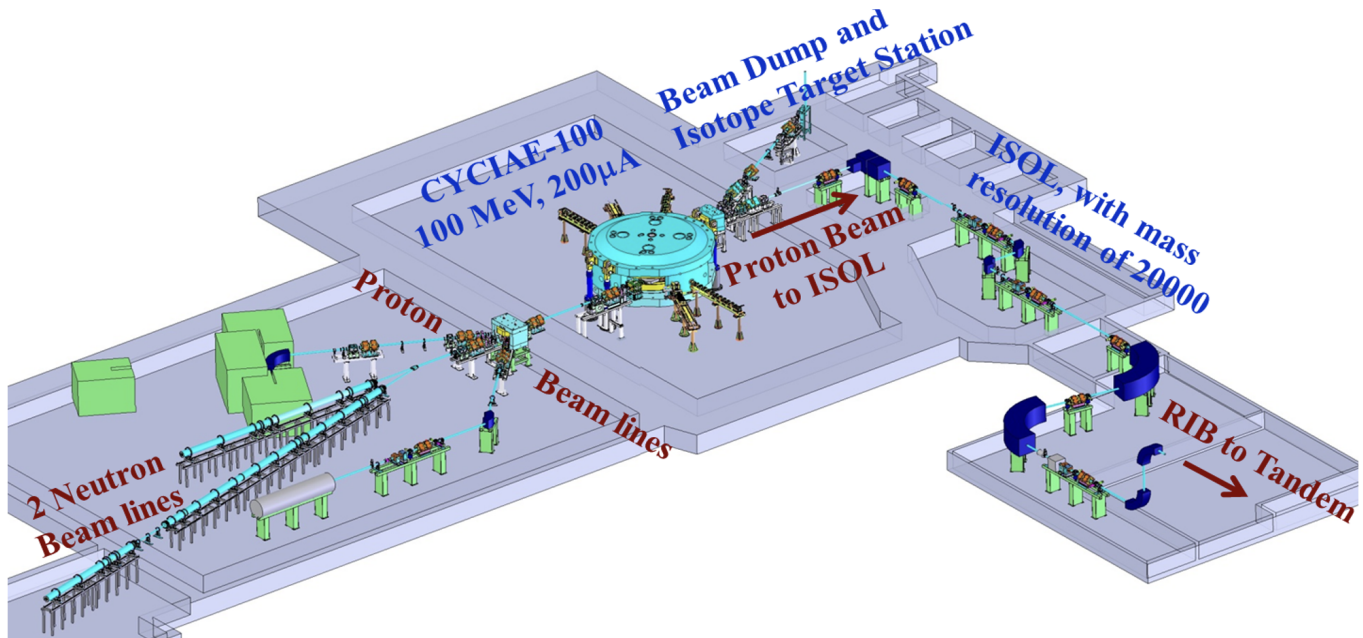 Beam Dump and
Isotope Target Station
CYCIAE-100
100 MeV, 200μA
ISOL, with mass
resolution of 20000
Proton Beam
to ISOL
Proton
Beam lines
2 Neutron
Beam lines
RIB to Tandem